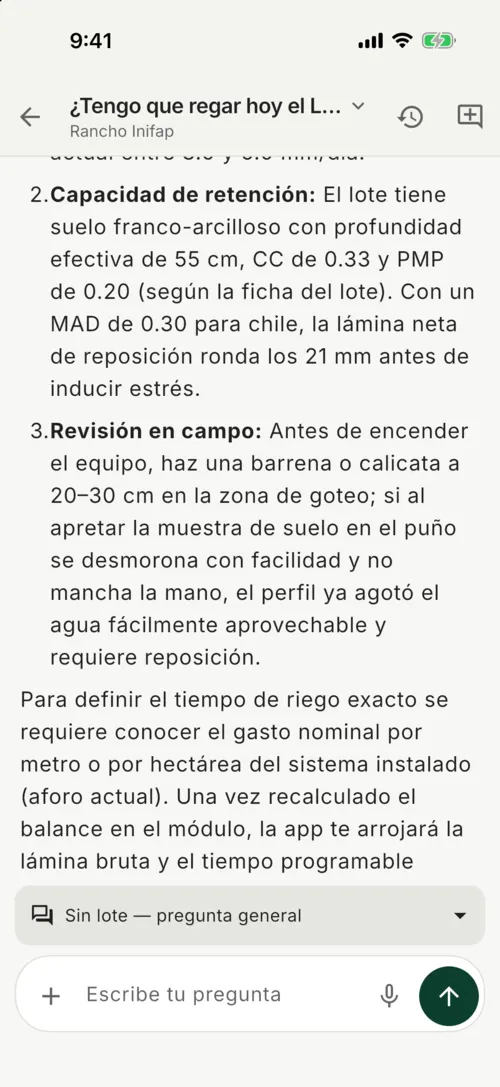 9:41
¿Tengo que regar hoy el L...
Rancho Inifap
2. Capacidad de retención: El lote tiene
suelo franco-arcilloso con profundidad
efectiva de 55 cm, CC de 0.33 y PMP
de 0.20 (según la ficha del lote). Con un
MAD de 0.30 para chile, la lámina neta
de reposición ronda los 21 mm antes de
inducir estrés.
3. Revisión en campo: Antes de encender
el equipo, haz una barrena o calicata a
20–30 cm en la zona de goteo; si al
apretar la muestra de suelo en el puño
se desmorona con facilidad y no
mancha la mano, el perfil ya agotó el
agua fácilmente aprovechable y
requiere reposición.
Para definir el tiempo de riego exacto se
requiere conocer el gasto nominal por
metro o por hectárea del sistema instalado
(aforo actual). Una vez recalculado el
balance en el módulo, la app te arrojará la
lámina bruta y el tiempo programable
Sin lote — pregunta general
Escribe tu pregunta